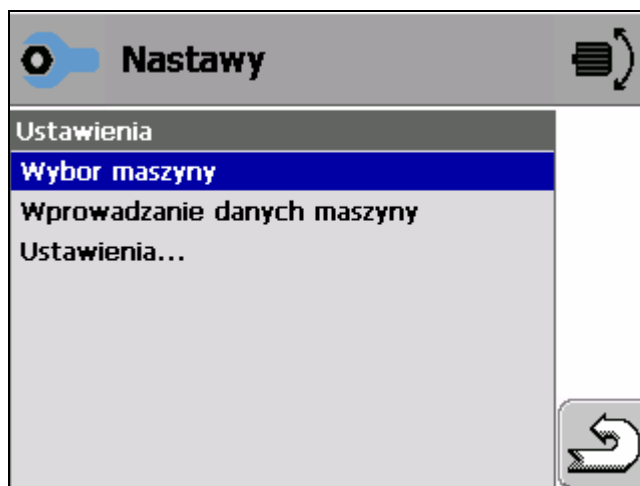 Nastawy
Ustawienia
Wybor maszyny
Wprowadzanie danych maszyny
Ustawienia...